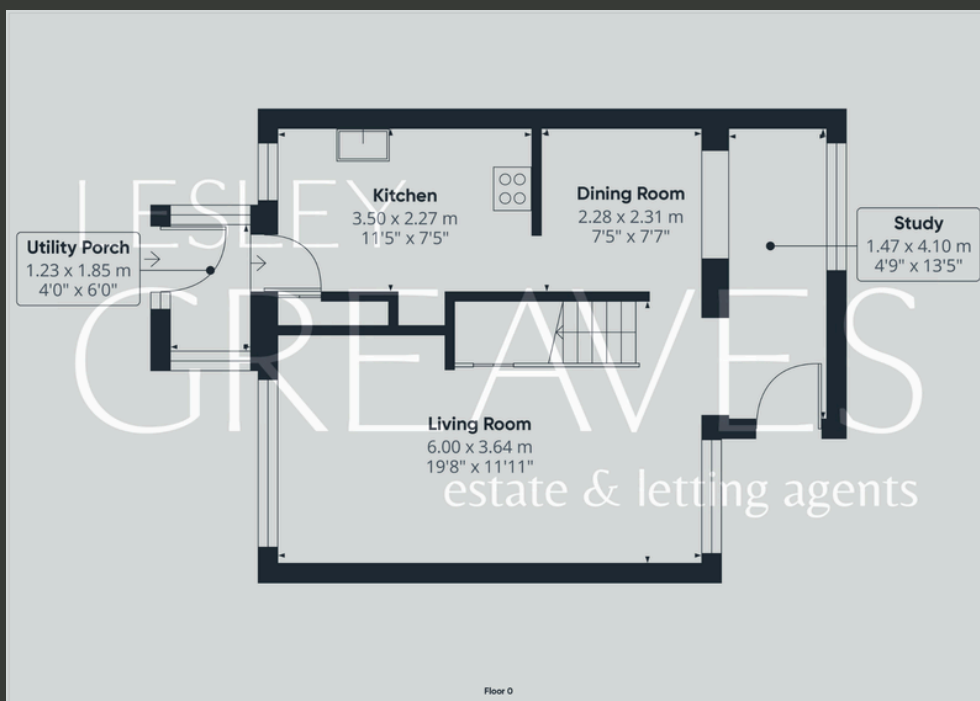 LESLEY
GREAVES
estate & letting agents
Kitchen
3.50 x 2.27 m
11'5" x 7'5"
Dining Room
2.28 x 2.31 m
7'5" x 7'7"
Study
1.47 x 4.10 m
4'9" x 13'5"
Utility Porch
1.23 x 1.85 m
4'0" x 6'0"
Living Room
6.00 x 3.64 m
19'8" x 11'11"
Floor 0